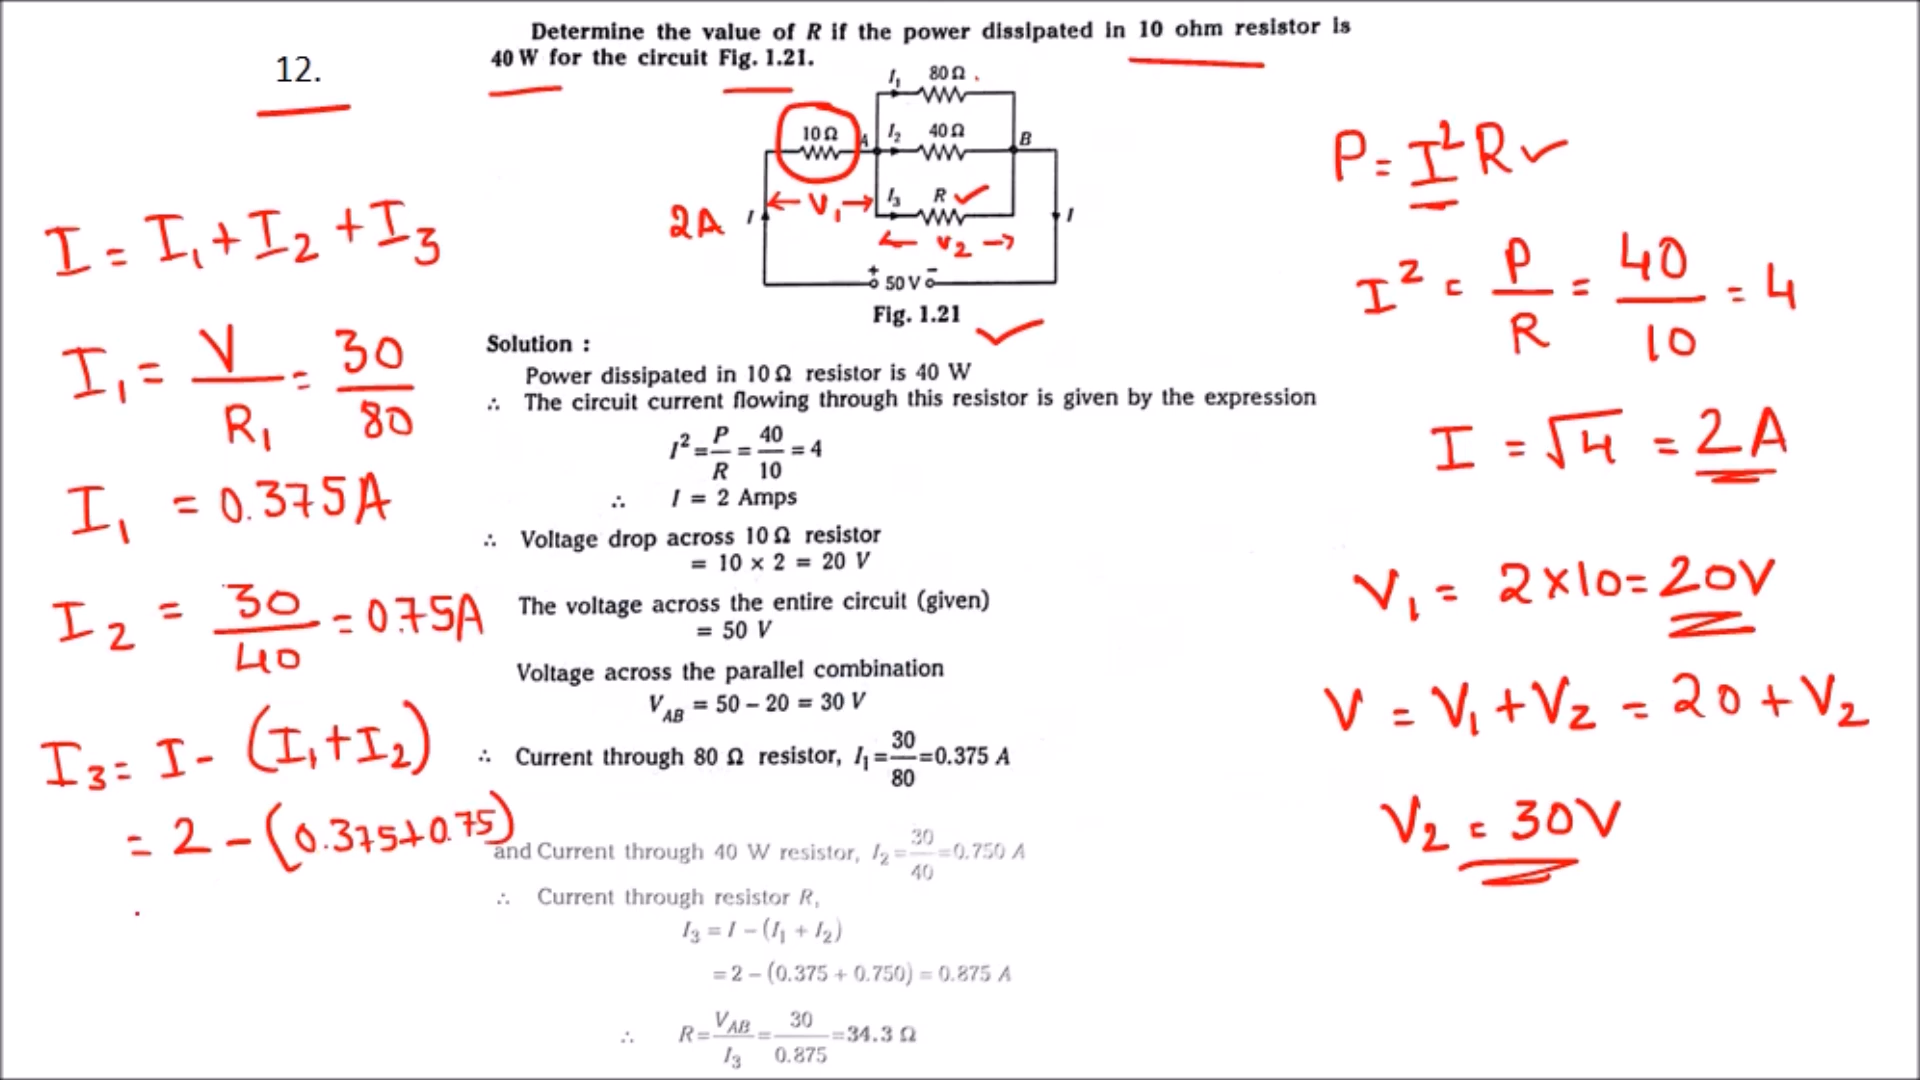 12.
Determine the value of R if the power dissipated in 10 ohm resistor is
40 W for the circuit Fig. 1.21.
I₁ 80 Ω
10 Ω A I₂ 40 Ω B
← V₁ → I₃ R ✓
2A I I
← V₂ →
+ 50 V −
Fig. 1.21 ✓
Solution :
Power dissipated in 10 Ω resistor is 40 W
∴ The circuit current flowing through this resistor is given by the expression
I² = P/R = 40/10 = 4
∴ I = 2 Amps
∴ Voltage drop across 10 Ω resistor
= 10 × 2 = 20 V
The voltage across the entire circuit (given)
= 50 V
Voltage across the parallel combination
V_AB = 50 – 20 = 30 V
∴ Current through 80 Ω resistor, I₁ = 30/80 = 0.375 A
and Current through 40 W resistor, I₂ = 30/40 = 0.750 A
∴ Current through resistor R,
I₃ = I – (I₁ + I₂)
= 2 – (0.375 + 0.750) = 0.875 A
∴ R = V_AB/I₃ = 30/0.875 = 34.3 Ω
I = I₁ + I₂ + I₃
I₁ = V/R₁ = 30/80
I₁ = 0.375A
I₂ = 30/40 = 0.75A
I₃ = I - (I₁ + I₂)
= 2 - (0.375+0.75)
P = I²R ✓
I² = P/R = 40/10 = 4
I = √4 = 2A
V₁ = 2×10 = 20V
V = V₁ + V₂ = 20 + V₂
V₂ = 30V